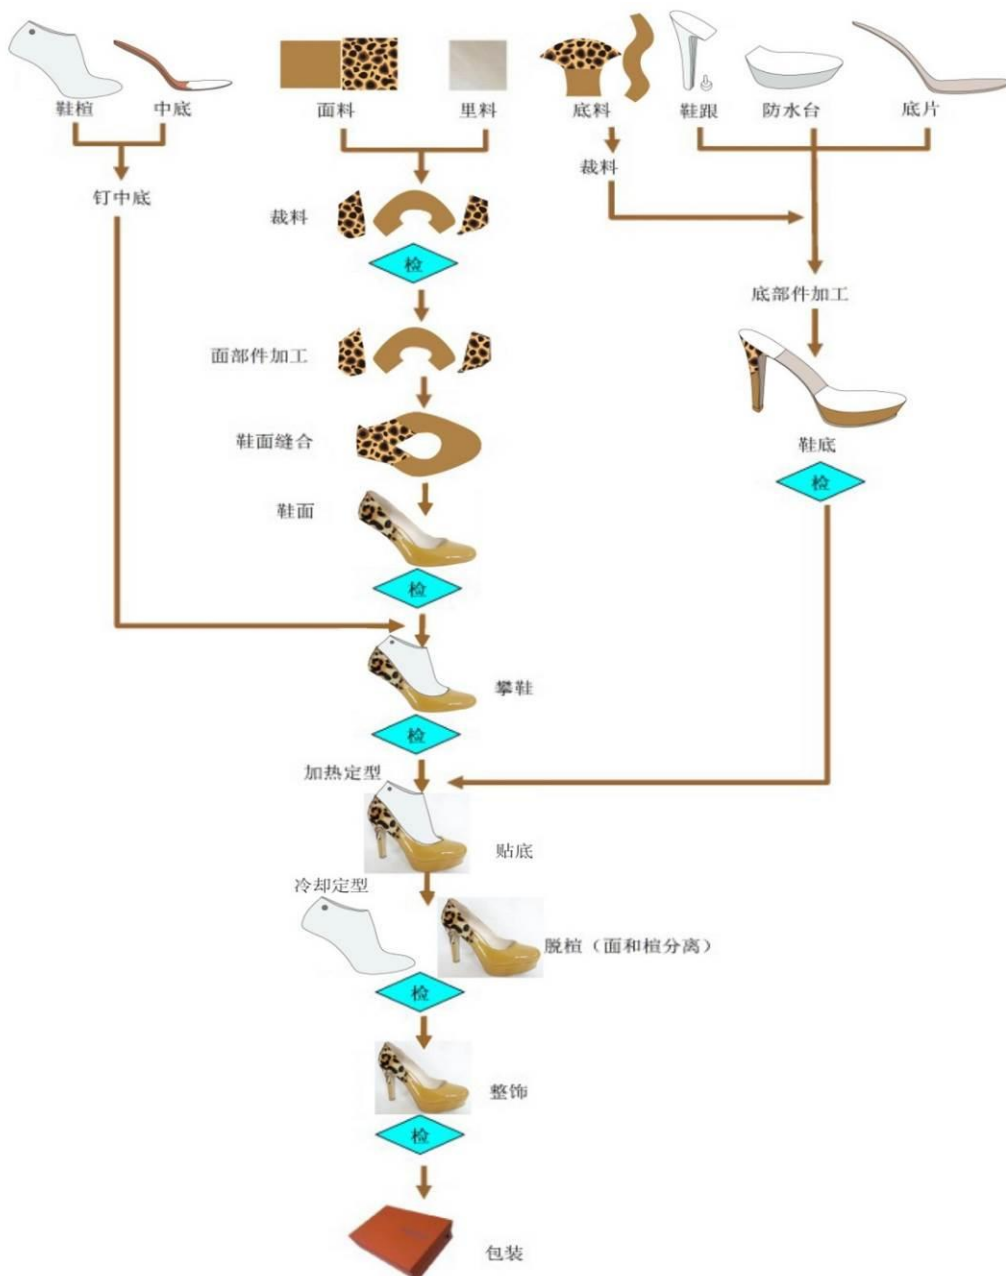 鞋楦
中底
面料
里料
底料
鞋跟
防水台
底片
裁料
钉中底
裁料
检
底部件加工
面部件加工
鞋面缝合
鞋底
检
鞋面
检
攀鞋
检
加热定型
贴底
冷却定型
脱楦（面和楦分离）
检
整饰
检
包装